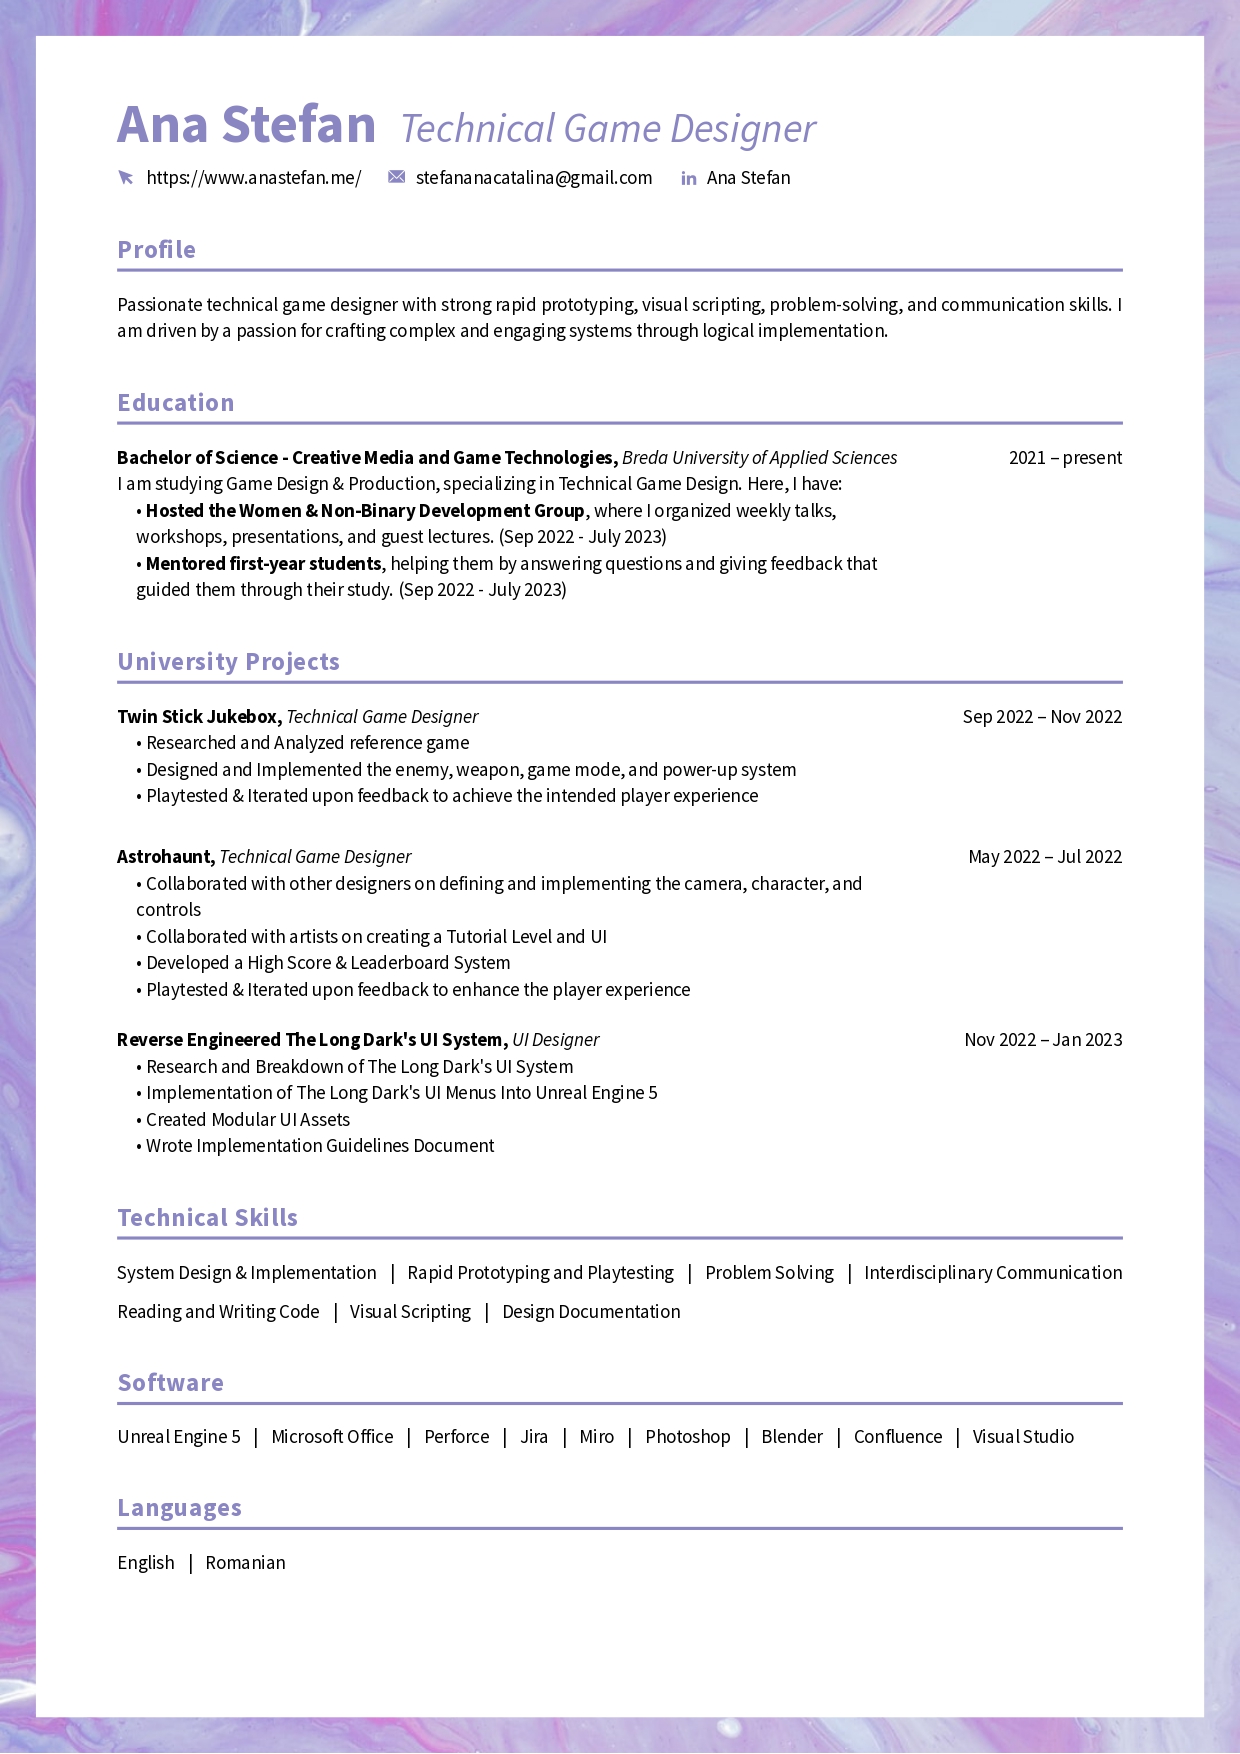 Ana Stefan Technical Game Designer
https://www.anastefan.me/ stefananacatalina@gmail.com in Ana Stefan
Profile
Passionate technical game designer with strong rapid prototyping, visual scripting, problem-solving, and communication skills. I
am driven by a passion for crafting complex and engaging systems through logical implementation.
Education
Bachelor of Science - Creative Media and Game Technologies, Breda University of Applied Sciences 2021 – present
I am studying Game Design & Production, specializing in Technical Game Design. Here, I have:
• Hosted the Women & Non-Binary Development Group, where I organized weekly talks,
workshops, presentations, and guest lectures. (Sep 2022 - July 2023)
• Mentored first-year students, helping them by answering questions and giving feedback that
guided them through their study. (Sep 2022 - July 2023)
University Projects
Twin Stick Jukebox, Technical Game Designer Sep 2022 – Nov 2022
• Researched and Analyzed reference game
• Designed and Implemented the enemy, weapon, game mode, and power-up system
• Playtested & Iterated upon feedback to achieve the intended player experience
Astrohaunt, Technical Game Designer May 2022 – Jul 2022
• Collaborated with other designers on defining and implementing the camera, character, and
controls
• Collaborated with artists on creating a Tutorial Level and UI
• Developed a High Score & Leaderboard System
• Playtested & Iterated upon feedback to enhance the player experience
Reverse Engineered The Long Dark's UI System, UI Designer Nov 2022 – Jan 2023
• Research and Breakdown of The Long Dark's UI System
• Implementation of The Long Dark's UI Menus Into Unreal Engine 5
• Created Modular UI Assets
• Wrote Implementation Guidelines Document
Technical Skills
System Design & Implementation | Rapid Prototyping and Playtesting | Problem Solving | Interdisciplinary Communication
Reading and Writing Code | Visual Scripting | Design Documentation
Software
Unreal Engine 5 | Microsoft Office | Perforce | Jira | Miro | Photoshop | Blender | Confluence | Visual Studio
Languages
English | Romanian